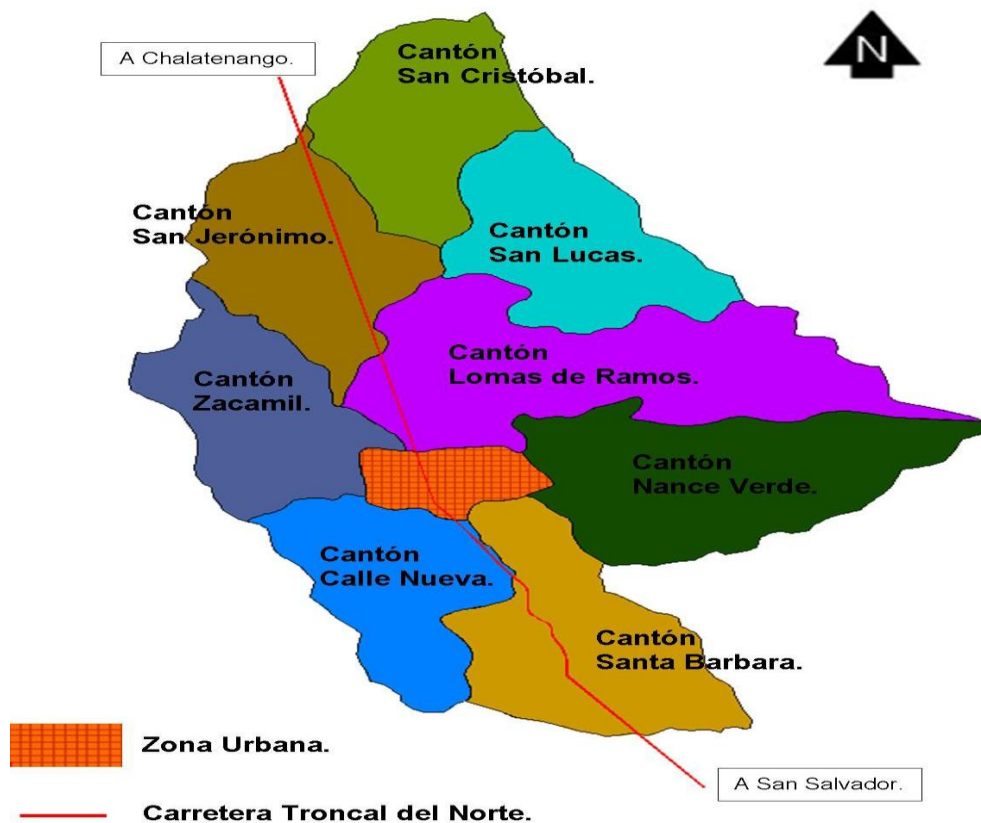 A Chalatenango.
Cantón
San Cristóbal.
N
Cantón
San Jerónimo.
Cantón
San Lucas.
Cantón
Lomas de Ramos.
Cantón
Zacamil.
Cantón
Nance Verde.
Cantón
Calle Nueva.
Cantón
Santa Barbara.
Zona Urbana.
A San Salvador.
Carretera Troncal del Norte.